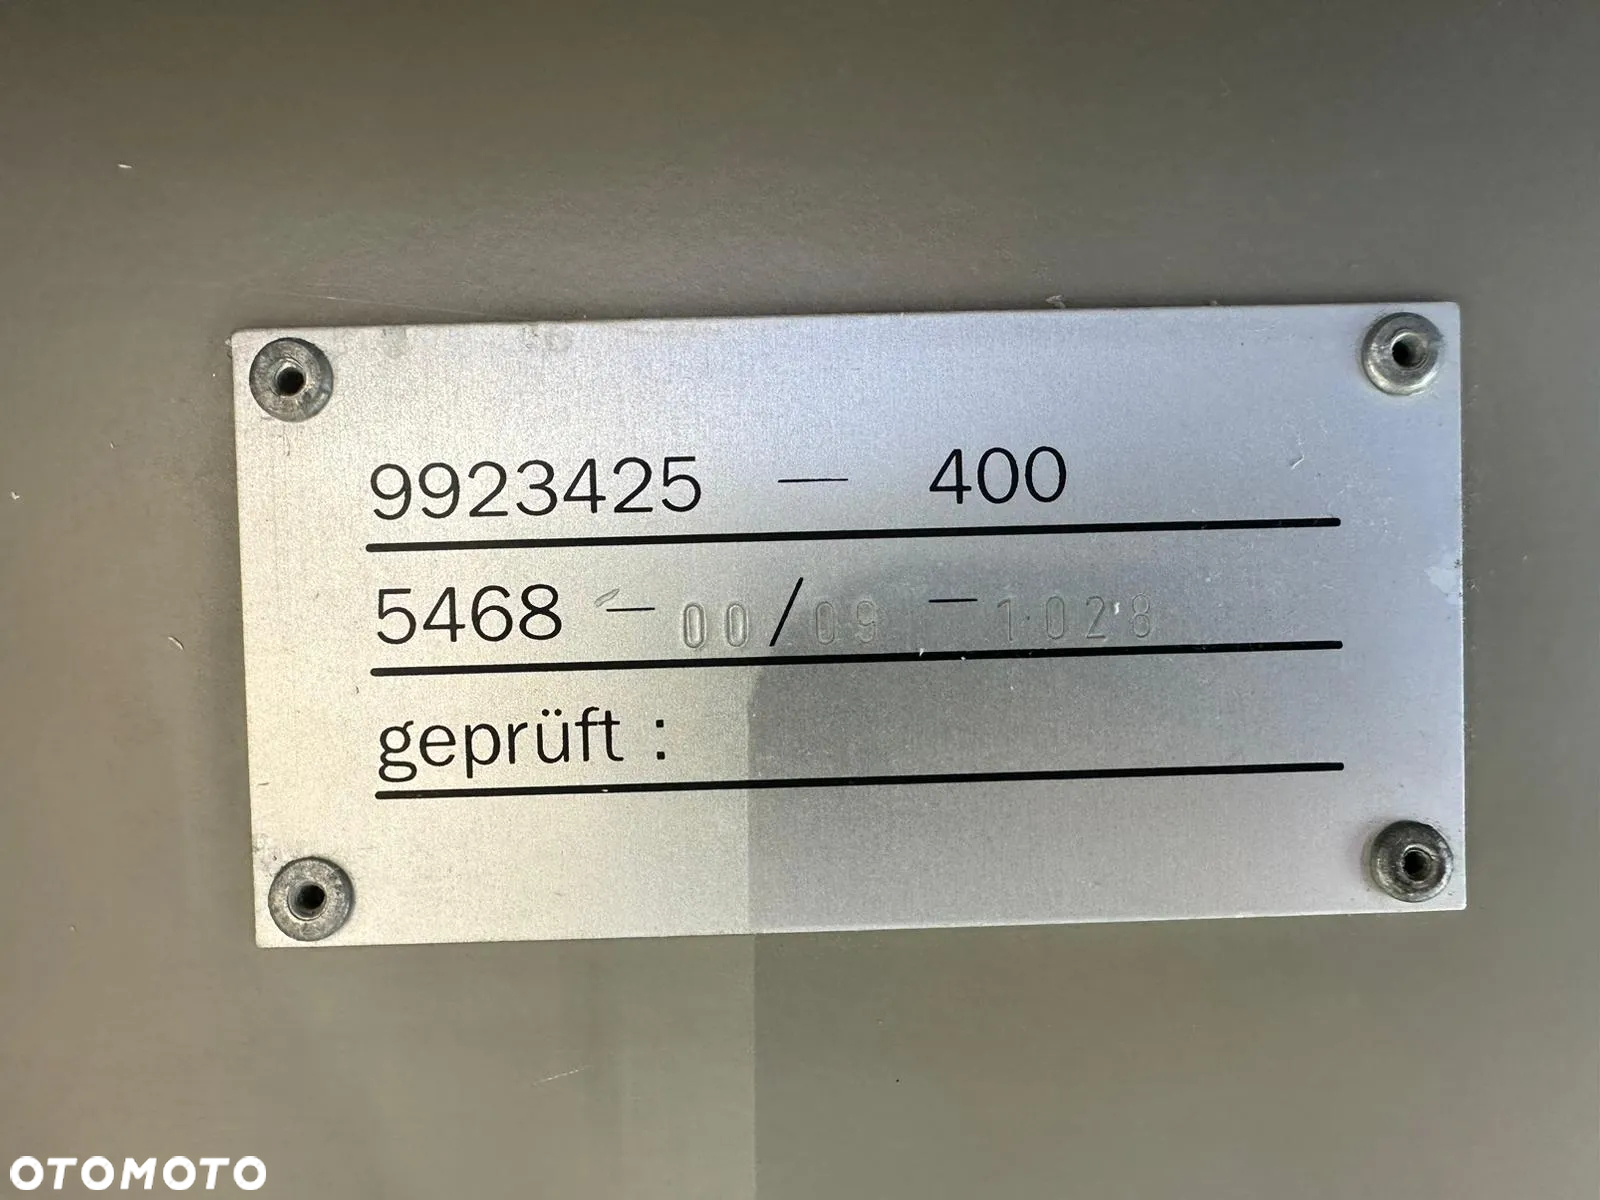 9923425 — 400
5468 — 00/09 — 1028
geprüft :
OTOMOTO